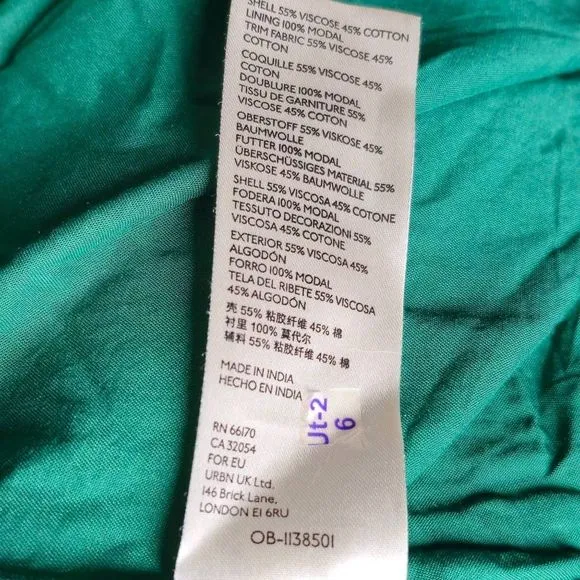 SHELL 55% VISCOSE 45% COTTON
LINING 100% MODAL
TRIM FABRIC 55% VISCOSE 45%
COTTON
COQUILLE 55% VISCOSE 45%
COTON
DOUBLURE 100% MODAL
TISSU DE GARNITURE 55%
VISCOSE 45% COTON
OBERSTOFF 55% VISKOSE 45%
BAUMWOLLE
FUTTER 100% MODAL
ÜBERSCHÜSSIGES MATERIAL 55%
VISKOSE 45% BAUMWOLLE
SHELL 55% VISCOSA 45% COTONE
FODERA 100% MODAL
TESSUTO DECORAZIONI 55%
VISCOSA 45% COTONE
EXTERIOR 55% VISCOSA 45%
ALGODÓN
FORRO 100% MODAL
TELA DEL RIBETE 55% VISCOSA
45% ALGODÓN
壳 55% 粘胶纤维 45% 棉
衬里 100% 莫代尔
辅料 55% 粘胶纤维 45% 棉
MADE IN INDIA
HECHO EN INDIA
Jt-2
6
RN 66170
CA 32054
FOR EU
URBN UK Ltd.
146 Brick Lane,
LONDON E1 6RU
OB-1138501